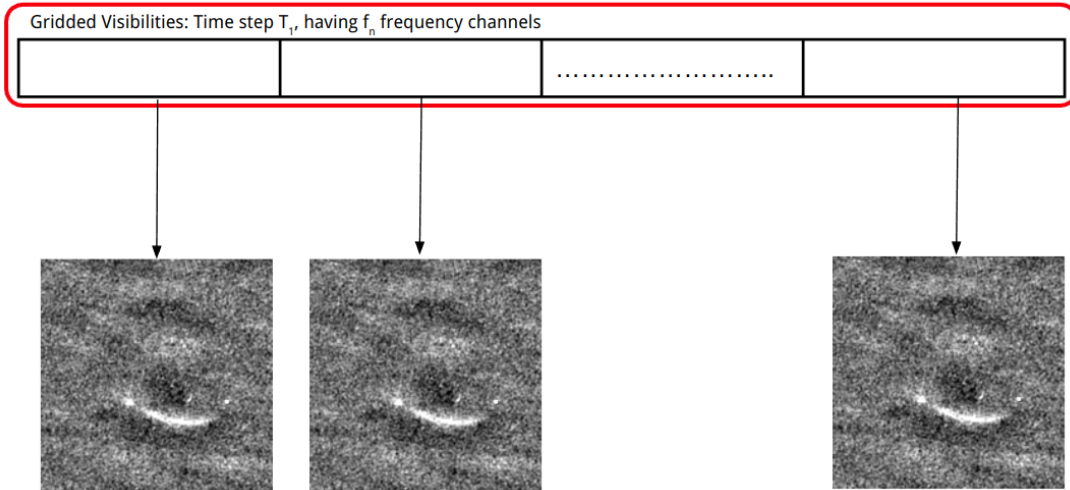 Gridded Visibilities: Time step T₁, having fₙ frequency channels
……………………..